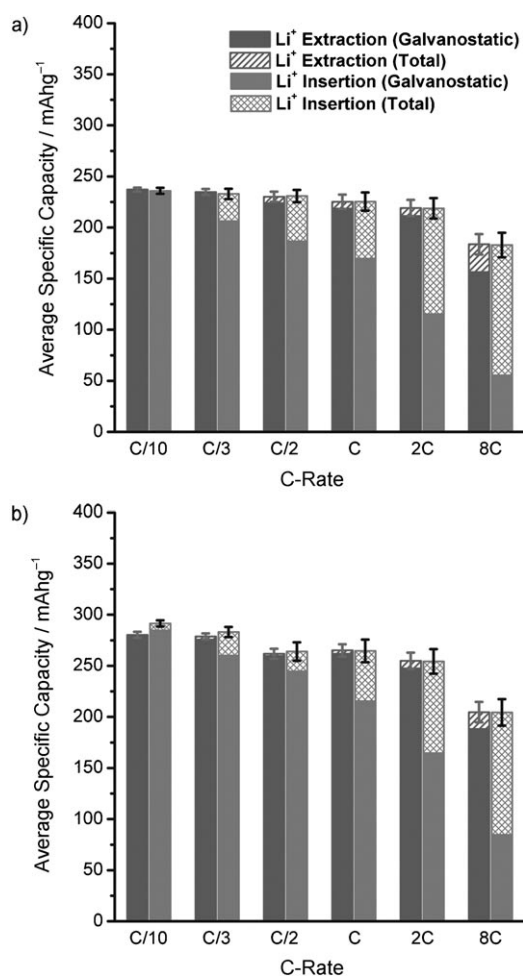 a)
Li⁺ Extraction (Galvanostatic)
Li⁺ Extraction (Total)
Li⁺ Insertion (Galvanostatic)
Li⁺ Insertion (Total)
Average Specific Capacity / mAhg⁻¹
400
350
300
250
200
150
100
50
0
C/10 C/3 C/2 C 2C 8C
C-Rate
b)
Average Specific Capacity / mAhg⁻¹
400
350
300
250
200
150
100
50
0
C/10 C/3 C/2 C 2C 8C
C-Rate